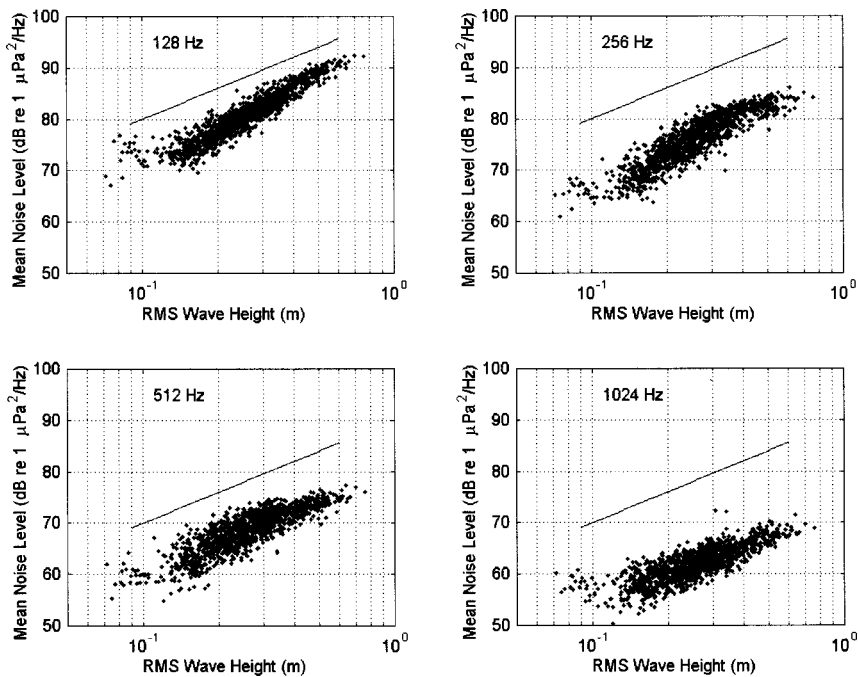 128 Hz
100
90
80
70
60
50
Mean Noise Level (dB re 1 μPa²/Hz)
10⁻¹
10⁰
RMS Wave Height (m)
256 Hz
100
90
80
70
60
50
Mean Noise Level (dB re 1 μPa²/Hz)
10⁻¹
10⁰
RMS Wave Height (m)
512 Hz
100
90
80
70
60
50
Mean Noise Level (dB re 1 μPa²/Hz)
10⁻¹
10⁰
RMS Wave Height (m)
1024 Hz
100
90
80
70
60
50
Mean Noise Level (dB re 1 μPa²/Hz)
10⁻¹
10⁰
RMS Wave Height (m)